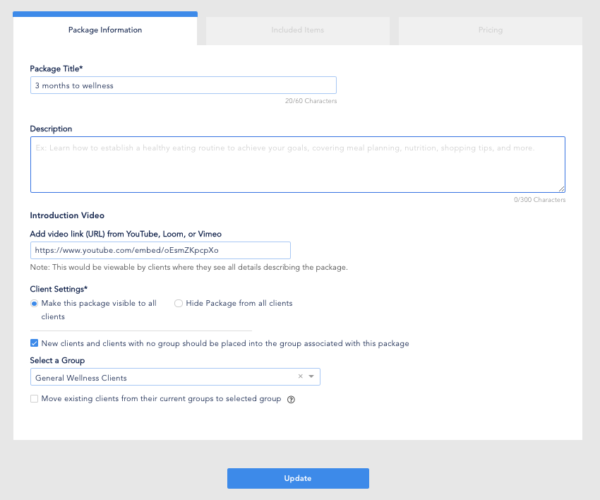 Package Information
Included Items
Pricing
Package Title*
3 months to wellness
20/60 Characters
Description
Ex: Learn how to establish a healthy eating routine to achieve your goals, covering meal planning, nutrition, shopping tips, and more.
0/300 Characters
Introduction Video
Add video link (URL) from YouTube, Loom, or Vimeo
https://www.youtube.com/embed/oEsmZKpcpXo
Note: This would be viewable by clients where they see all details describing the package.
Client Settings*
Make this package visible to all
clients
Hide Package from all clients
New clients and clients with no group should be placed into the group associated with this package
Select a Group
General Wellness Clients
Move existing clients from their current groups to selected group
Update